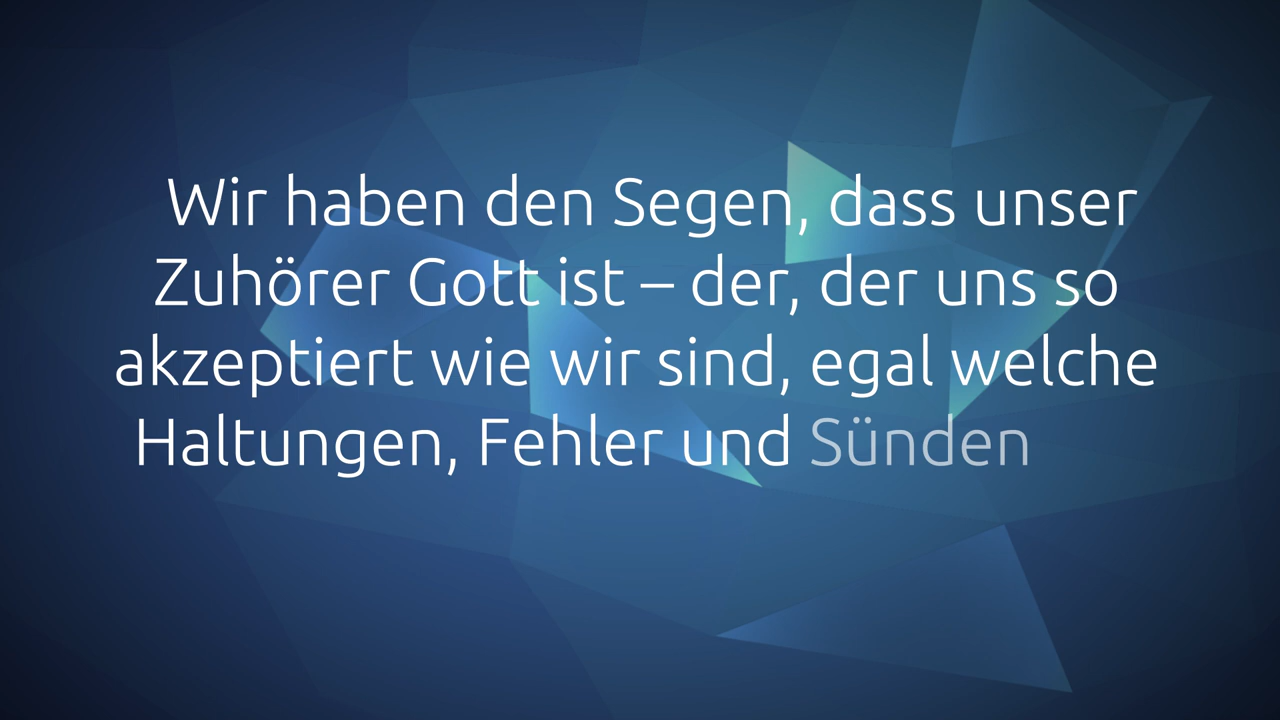 Wir haben den Segen, dass unser
Zuhörer Gott ist – der, der uns so
akzeptiert wie wir sind, egal welche
Haltungen, Fehler und Sünden